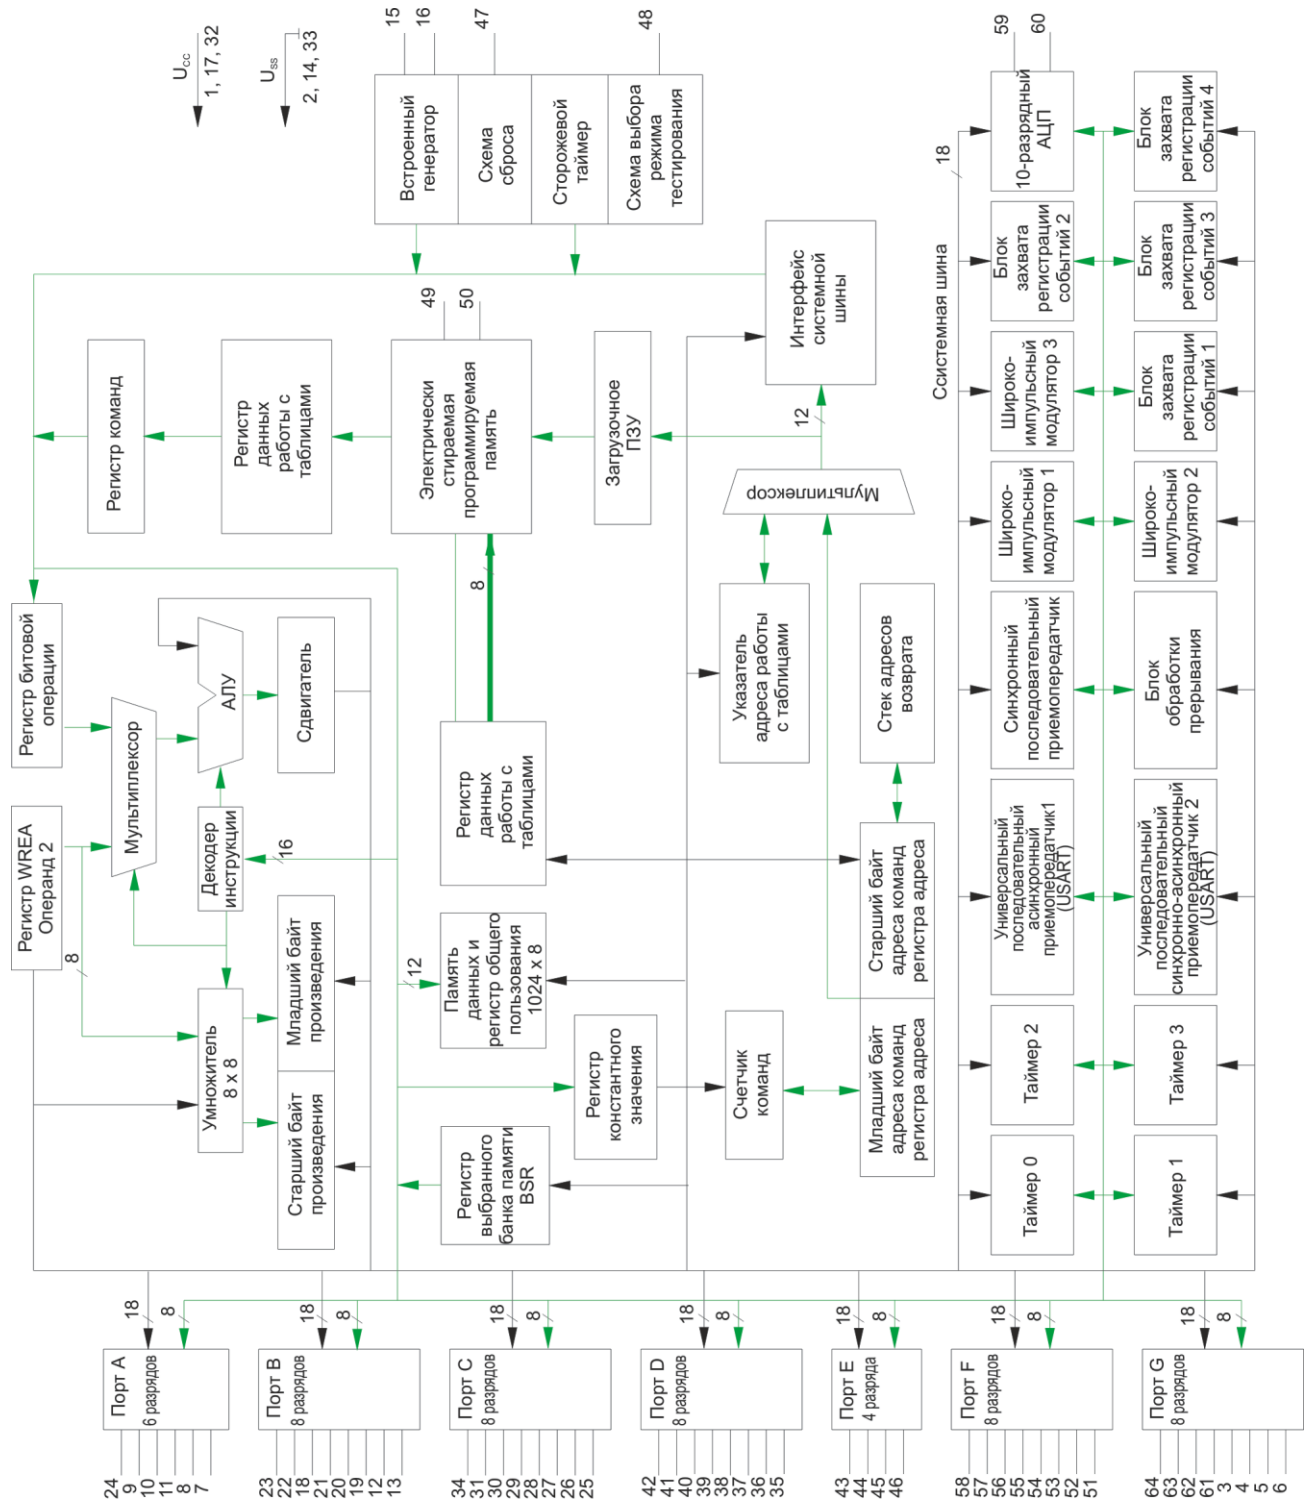 24
9
10
11
8
7
Порт A
6 разрядов
18
8
23
22
18
21
20
19
12
13
Порт B
8 разрядов
18
8
34
31
30
29
28
27
26
25
Порт C
8 разрядов
18
8
42
41
40
39
38
37
36
35
Порт D
8 разрядов
18
8
43
44
45
46
Порт E
4 разряда
18
8
58
57
56
55
54
53
52
51
Порт F
8 разрядов
18
8
64
63
62
61
3
4
5
6
Порт G
8 разрядов
18
8
Регистр WREA
Операнд 2
8
Регистр битовой
операции
Мультиплексор
Умножитель
8 x 8
Декодер
инструкции
16
АЛУ
Старший байт
произведения
Младший байт
произведения
Сдвигатель
Регистр команд
Регистр
данных
работы с
таблицами
Ucc
1, 17, 32
Uss
2, 14, 33
15
16
47
48
Встроенный
генератор
Схема
сброса
Сторожевой
таймер
Схема выбора
режима
тестирования
Регистр
выбранного
банка памяти
BSR
12
Память
данных и
регистр общего
пользования
1024 x 8
Регистр
данных
работы с
таблицами
8
Электрически
стираемая
программируемая
память
49
50
Регистр
константного
значения
Загрузочное
ПЗУ
Счетчик
команд
Указатель
адреса работы
с таблицами
Мультиплексор
12
Интерфейс
системной
шины
Младший байт
адреса команд
регистра адреса
Старший байт
адреса команд
регистра адреса
Стек адресов
возврата
Ссистемная шина
18
Таймер 0
Таймер 2
Универсальный
последовательный
асинхронный
приемопередатчик1
(USART)
Синхронный
последовательный
приемопередатчик
Широко-
импульсный
модулятор 1
Широко-
импульсный
модулятор 3
Блок
захвата
регистрации
событий 2
10-разрядный
АЦП
59
60
Таймер 1
Таймер 3
Универсальный
последовательный
синхронно-асинхронный
приемопередатчик 2
(USART)
Блок
обработки
прерывания
Широко-
импульсный
модулятор 2
Блок
захвата
регистрации
событий 1
Блок
захвата
регистрации
событий 3
Блок
захвата
регистрации
событий 4